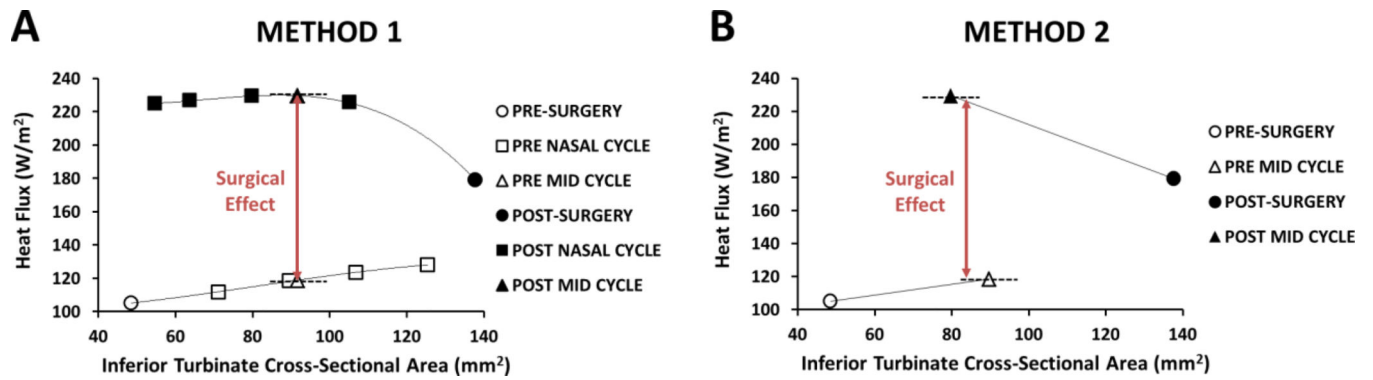 A
METHOD 1
Heat Flux (W/m²)
240
220
200
180
160
140
120
100
40
60
80
100
120
140
Inferior Turbinate Cross-Sectional Area (mm²)
Surgical
Effect
PRE-SURGERY
PRE NASAL CYCLE
PRE MID CYCLE
POST-SURGERY
POST NASAL CYCLE
POST MID CYCLE
B
METHOD 2
Heat Flux (W/m²)
240
220
200
180
160
140
120
100
40
60
80
100
120
140
Inferior Turbinate Cross-Sectional Area (mm²)
Surgical
Effect
PRE-SURGERY
PRE MID CYCLE
POST-SURGERY
POST MID CYCLE